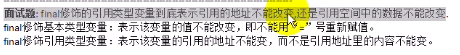 面试题：final修饰的引用类型变量到底表示引用的地址不能改变,还是引用空间中的数据不能改变.
final修饰基本类型变量：表示该变量的值不能改变，即不能用“=”号重新赋值。
final修饰引用类型变量：表示该变量的引用的地址不能变，而不是引用地址里的内容不能变。